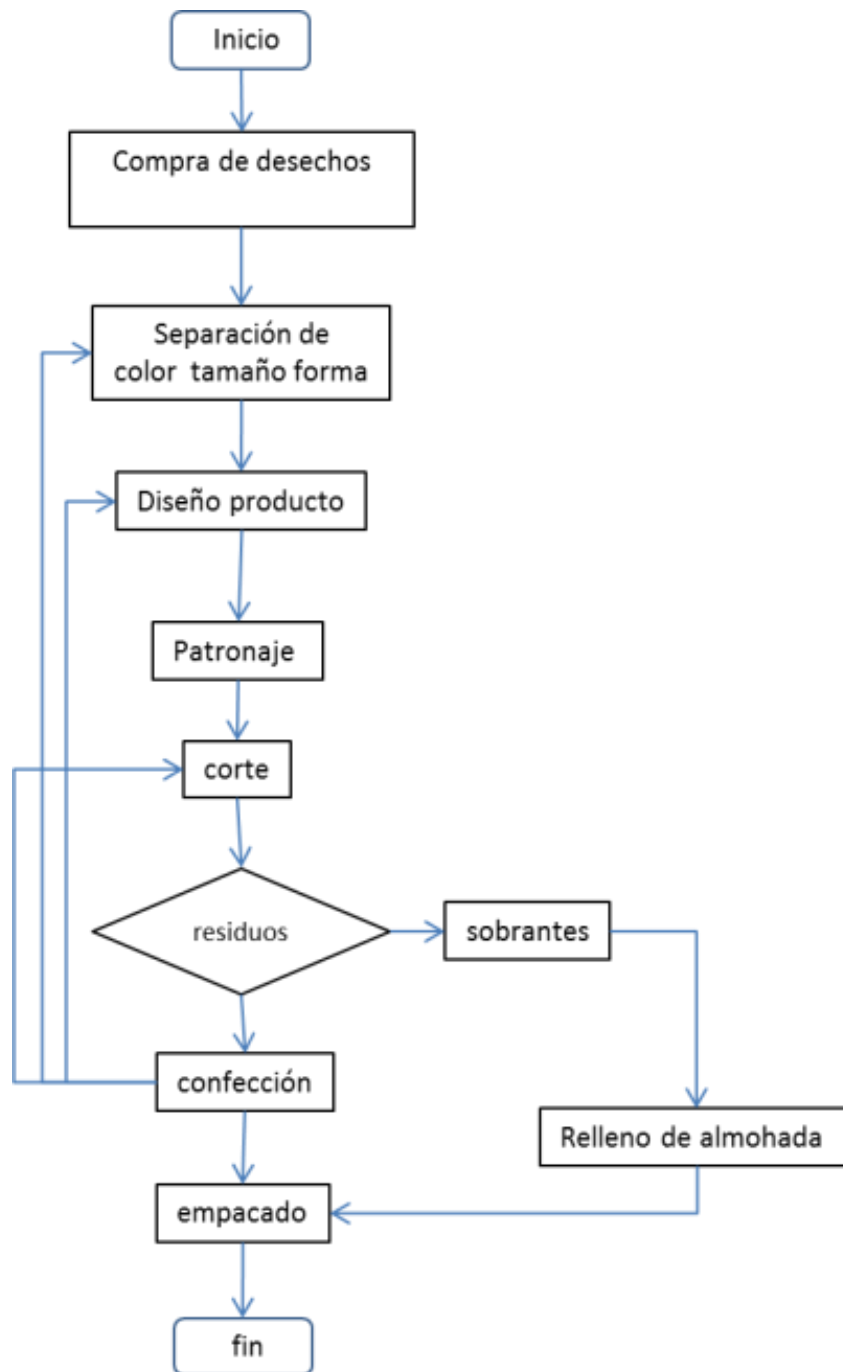 Inicio
Compra de desechos
Separación de
color tamaño forma
Diseño producto
Patronaje
corte
residuos
sobrantes
confección
Relleno de almohada
empacado
fin